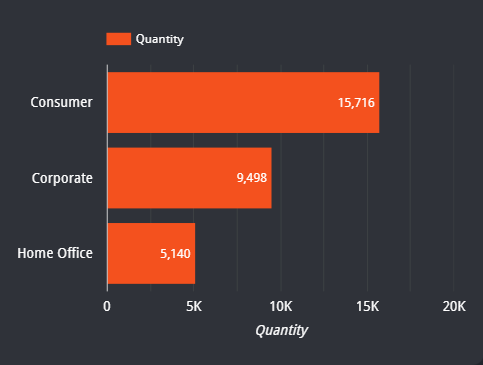 Quantity
Consumer
15,716
Corporate
9,498
Home Office
5,140
0 5K 10K 15K 20K
Quantity